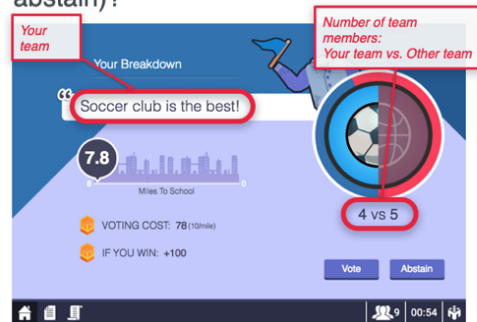 abstain)?
Your
team
Number of team
members:
Your team vs. Other team
Your Breakdown
“ Soccer club is the best!
7.8
8
0
Miles To School
4 vs 5
VOTING COST: 78 (10/mile)
IF YOU WIN: +100
Vote
Abstain
9
00:54